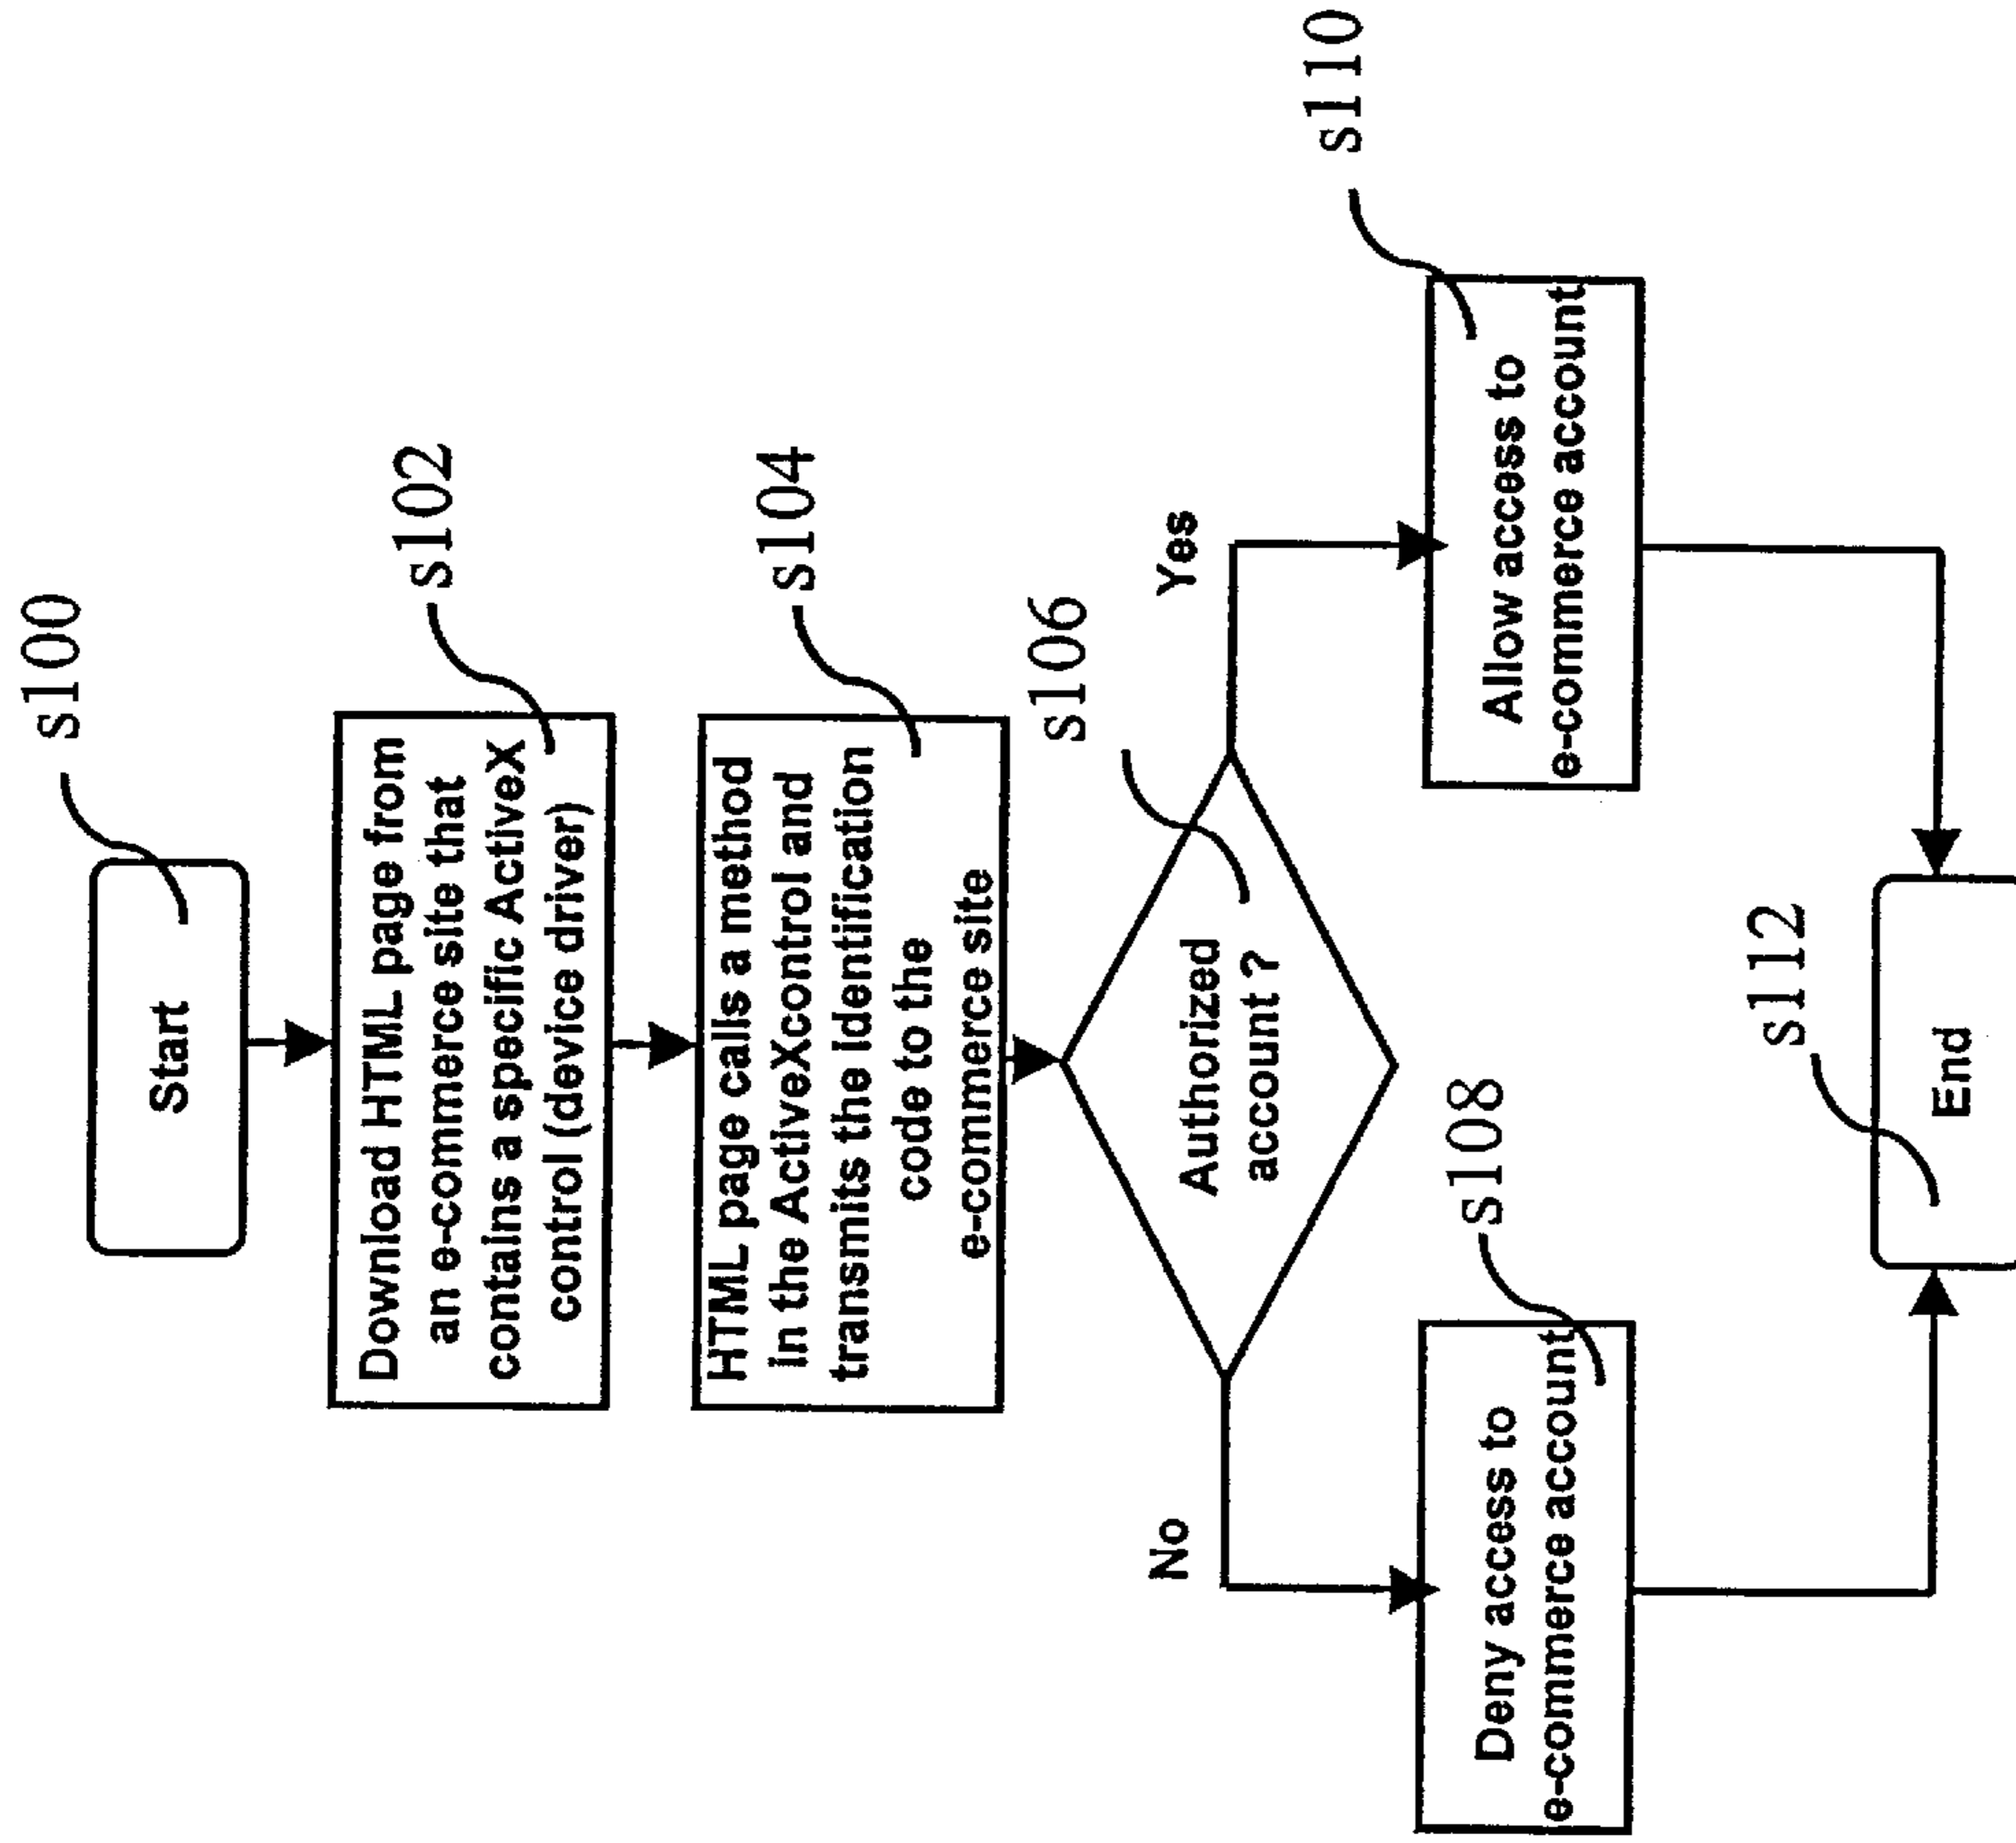 s100
Start
s102
Download HTML page from
an e-commerce site that
contains a specific ActiveX
control (device driver)
s104
HTML page calls a method
in the ActiveXcontrol and
transmits the identification
code to the
e-commerce site
s106
Authorized
account ?
No
Yes
s108
Deny access to
e-commerce account
s110
Allow access to
e-commerce account
s112
End